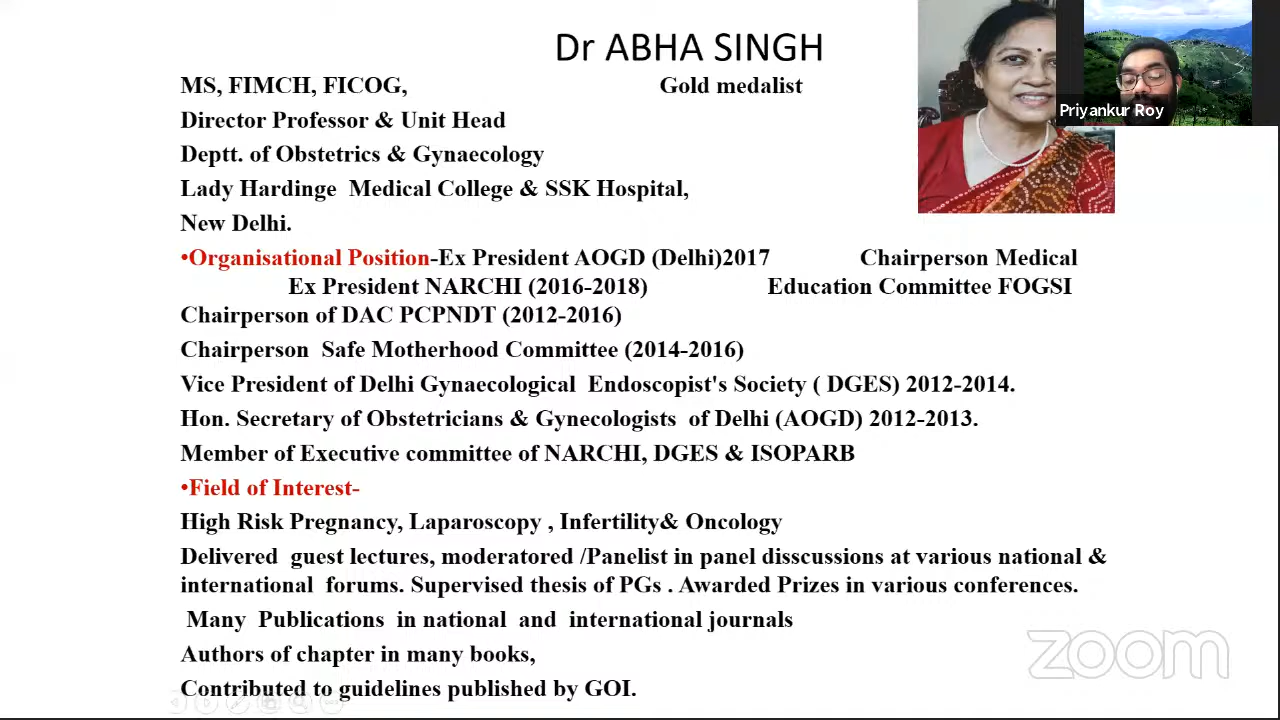 Dr ABHA SINGH
MS, FIMCH, FICOG, Gold medalist
Director Professor & Unit Head
Deptt. of Obstetrics & Gynaecology
Lady Hardinge Medical College & SSK Hospital,
New Delhi.
•Organisational Position-Ex President AOGD (Delhi)2017 Chairperson Medical
Ex President NARCHI (2016-2018) Education Committee FOGSI
Chairperson of DAC PCPNDT (2012-2016)
Chairperson Safe Motherhood Committee (2014-2016)
Vice President of Delhi Gynaecological Endoscopist's Society ( DGES) 2012-2014.
Hon. Secretary of Obstetricians & Gynecologists of Delhi (AOGD) 2012-2013.
Member of Executive committee of NARCHI, DGES & ISOPARB
•Field of Interest-
High Risk Pregnancy, Laparoscopy , Infertility& Oncology
Delivered guest lectures, moderatored /Panelist in panel disscussions at various national &
international forums. Supervised thesis of PGs . Awarded Prizes in various conferences.
Many Publications in national and international journals
Authors of chapter in many books,
Contributed to guidelines published by GOI.
Priyankur Roy
zoom